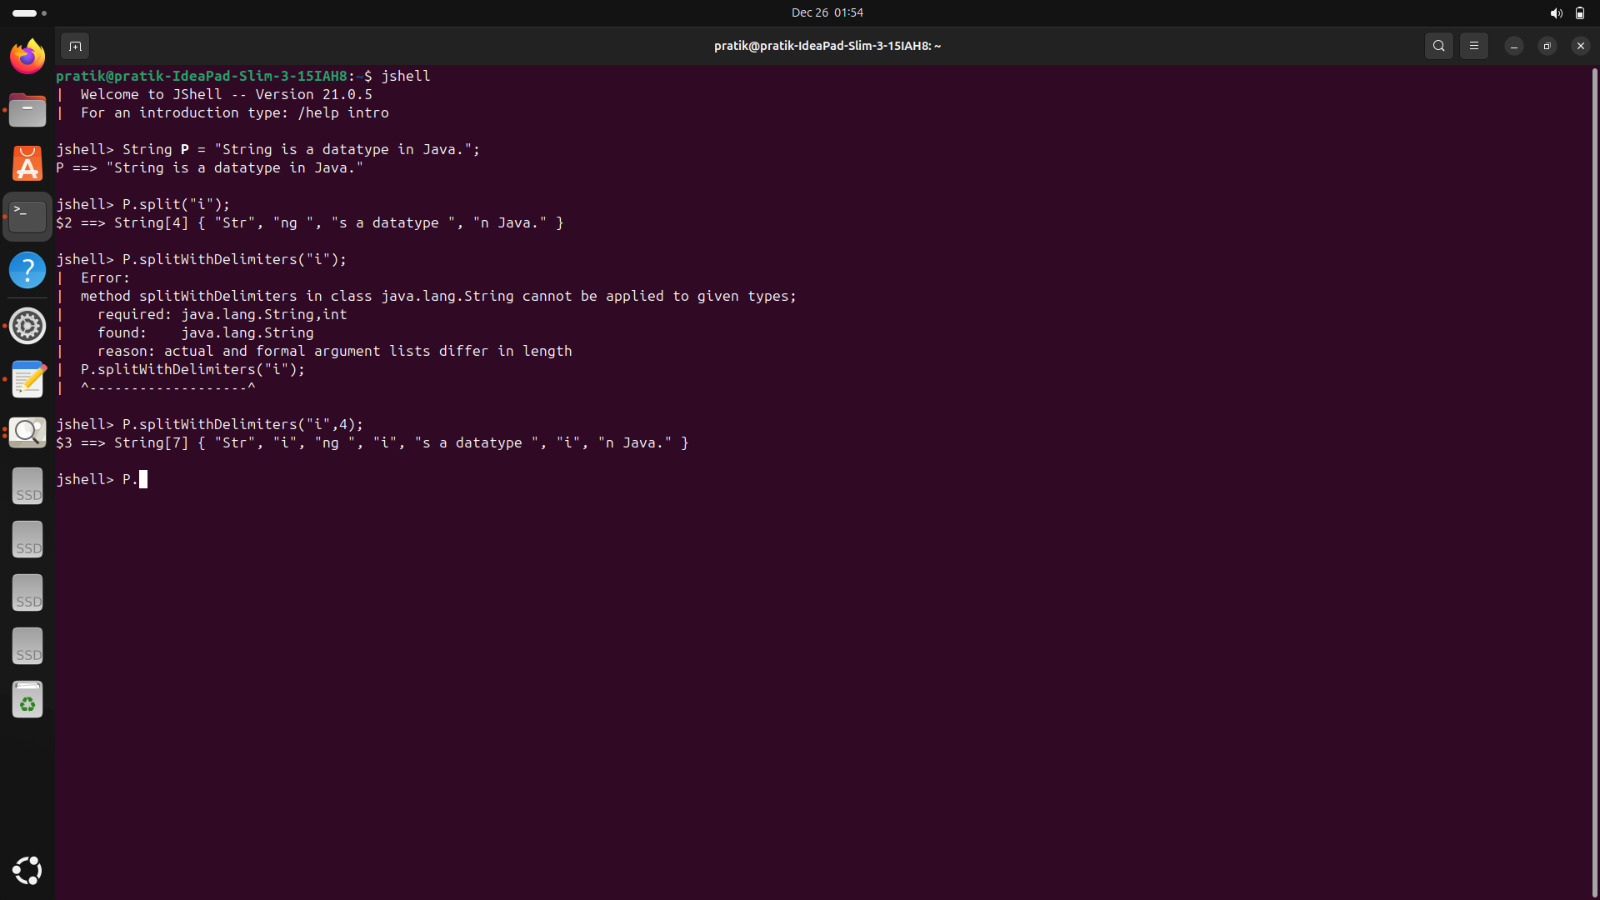 Dec 26 01:54
pratik@pratik-IdeaPad-Slim-3-15IAH8: ~
pratik@pratik-IdeaPad-Slim-3-15IAH8:~$ jshell
|  Welcome to JShell -- Version 21.0.5
|  For an introduction type: /help intro
jshell> String P = "String is a datatype in Java.";
P ==> "String is a datatype in Java."
jshell> P.split("i");
$2 ==> String[4] { "Str", "ng ", "s a datatype ", "n Java." }
jshell> P.splitWithDelimiters("i");
|  Error:
|  method splitWithDelimiters in class java.lang.String cannot be applied to given types;
|    required: java.lang.String,int
|    found:    java.lang.String
|    reason: actual and formal argument lists differ in length
|  P.splitWithDelimiters("i");
|  ^-------------------^
jshell> P.splitWithDelimiters("i",4);
$3 ==> String[7] { "Str", "i", "ng ", "i", "s a datatype ", "i", "n Java." }
jshell> P.
>_
?
SSD
SSD
SSD
SSD